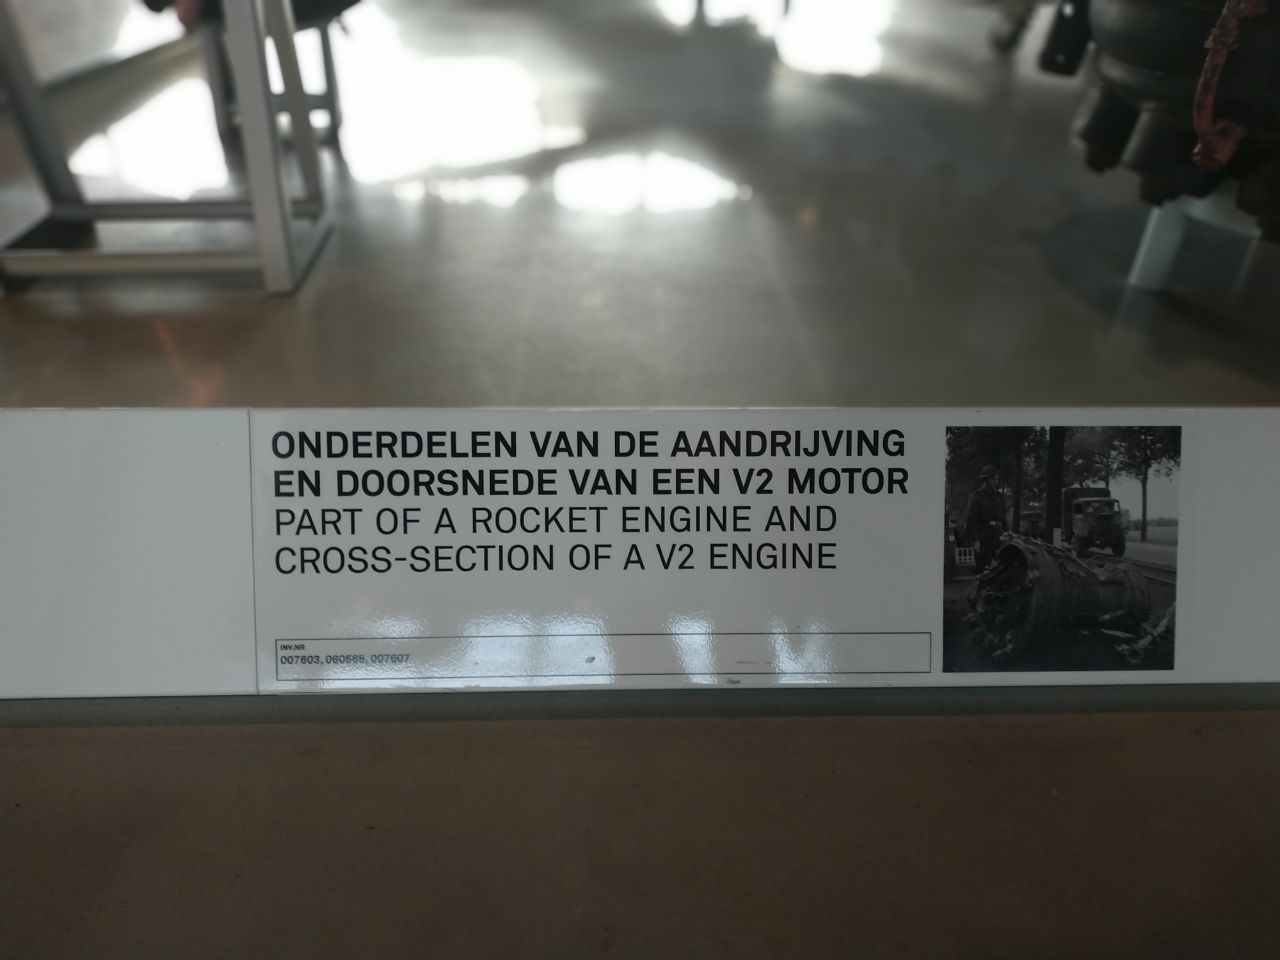 ONDERDELEN VAN DE AANDRIJVING
EN DOORSNEDE VAN EEN V2 MOTOR
PART OF A ROCKET ENGINE AND
CROSS-SECTION OF A V2 ENGINE
INV.NR
007603, 060566, 007607